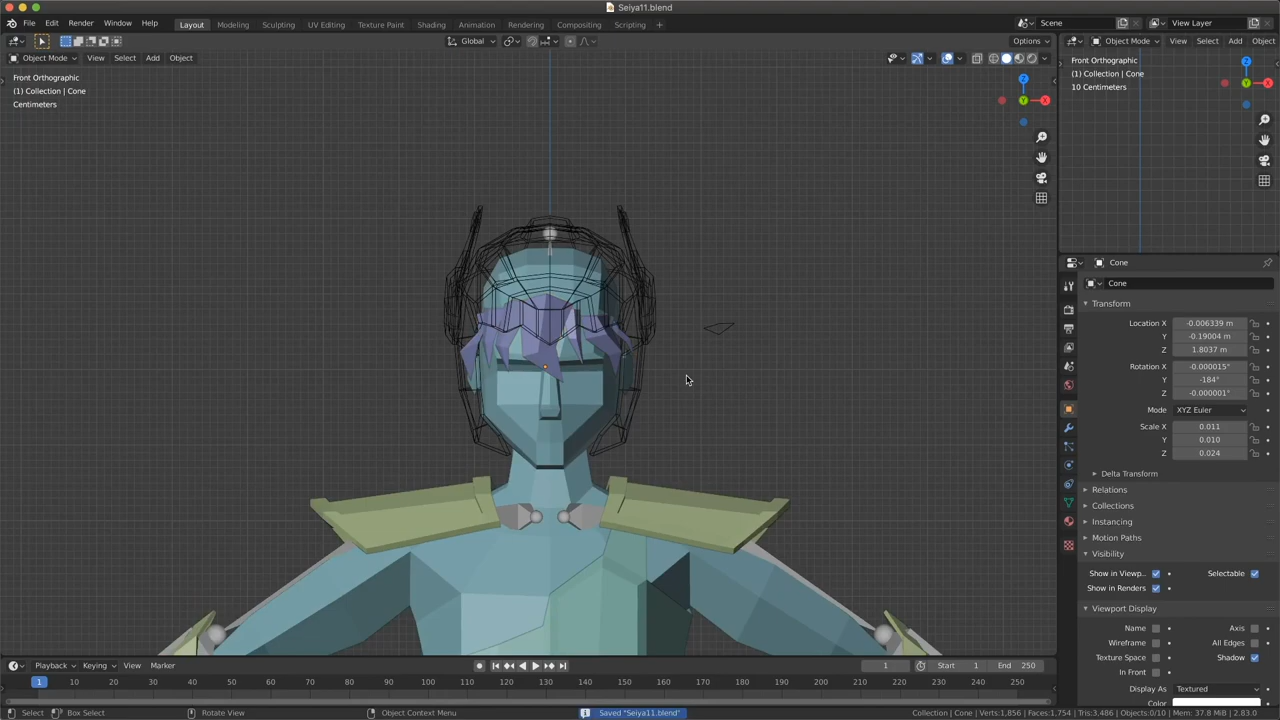 Seiya11.blend
File Edit Render Window Help Layout Modeling Sculpting UV Editing Texture Paint Shading Animation Rendering Compositing Scripting + Scene View Layer
Global Options Object Mode View Select Add Object
Object Mode View Select Add Object
Front Orthographic
(1) Collection | Cone
Centimeters
Front Orthographic
(1) Collection | Cone
10 Centimeters
Z
X
Y
Z
X
Y
Cone
Cone
Transform
Location X -0.006339 m
Y -0.19004 m
Z 1.8037 m
Rotation X -0.000015°
Y -184°
Z -0.000001°
Mode XYZ Euler
Scale X 0.011
Y 0.010
Z 0.024
Delta Transform
Relations
Collections
Instancing
Motion Paths
Visibility
Show in Viewp.. Selectable
Show in Renders
Viewport Display
Name Axis
Wireframe All Edges
Texture Space Shadow
In Front
Display As Textured
Color
Playback Keying View Marker 1 Start 1 End 250
1 10 20 30 40 50 60 70 80 90 100 110 120 130 140 150 160 170 180 190 200 210 220 230 240 250
Select Box Select Rotate View Object Context Menu Saved "Seiya11.blend" Collection | Cone | Verts:1,856 | Faces:1,754 | Tris:3,486 | Objects:0/10 | Mem: 37.8 MiB | 2.83.0